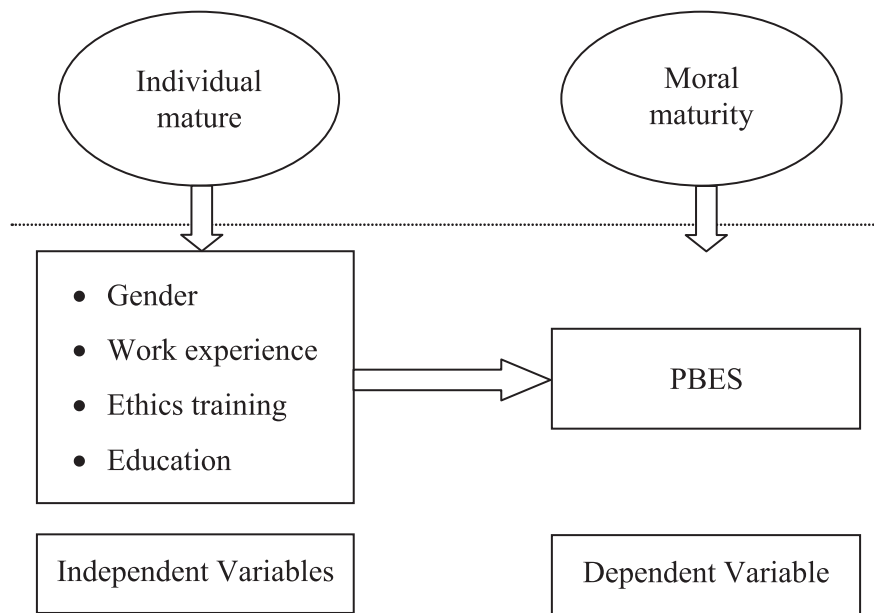 Individual
mature
Moral
maturity
• Gender
• Work experience
• Ethics training
• Education
PBES
Independent Variables
Dependent Variable